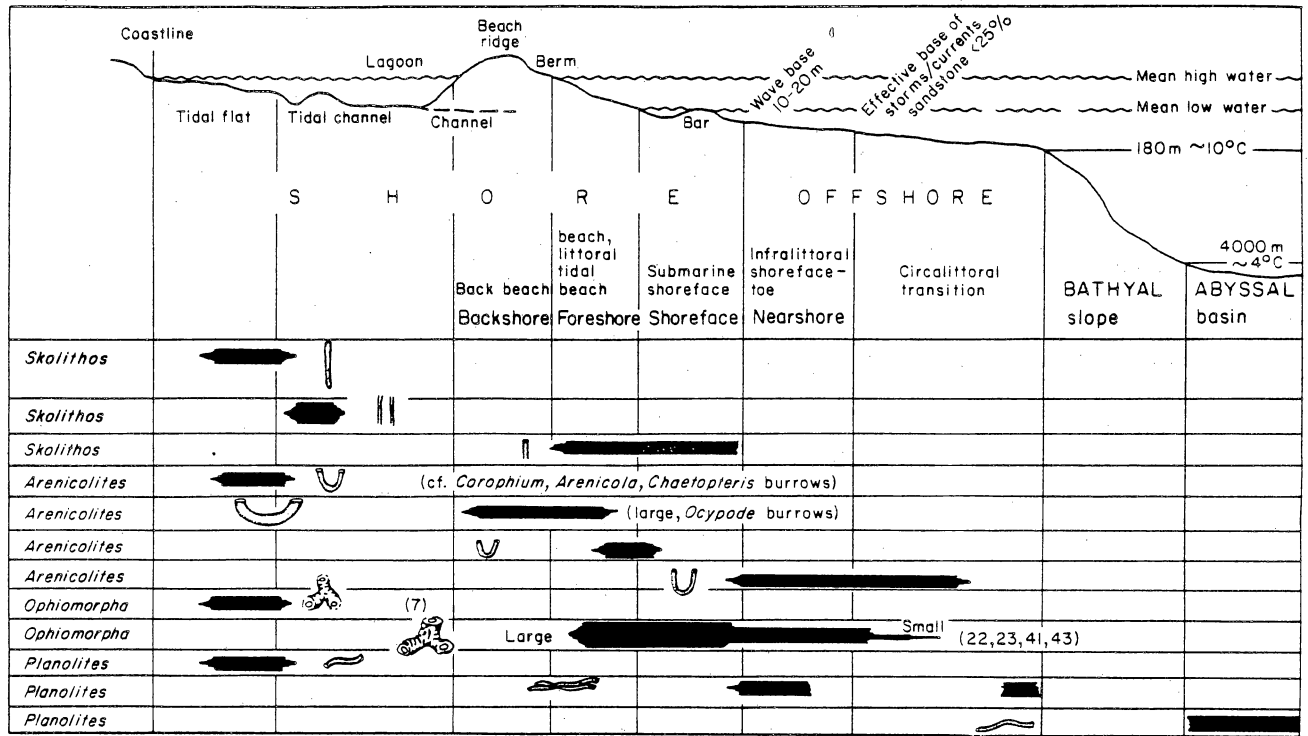 Coastline
Beach
ridge
Lagoon
Berm
Wave base
10-20m
Effective base of
storms/currents
sandstone <25%
Mean high water
Mean low water
Tidal flat
Tidal channel
Channel
Bar
180m ~10°C
SHORE
OFFSHORE
4000m
~4°C
Back beach
Backshore
beach,
littoral
tidal
beach
Foreshore
Submarine
shoreface
Shoreface
Infralittoral
shoreface-
toe
Nearshore
Circalittoral
transition
BATHYAL
slope
ABYSSAL
basin
Skolithos
Skolithos
Skolithos
Arenicolites (cf. Corophium, Arenicola, Chaetopteris burrows)
Arenicolites (large, Ocypode burrows)
Arenicolites
Arenicolites
Ophiomorpha (7)
Ophiomorpha Large Small (22,23,41,43)
Planolites
Planolites
Planolites